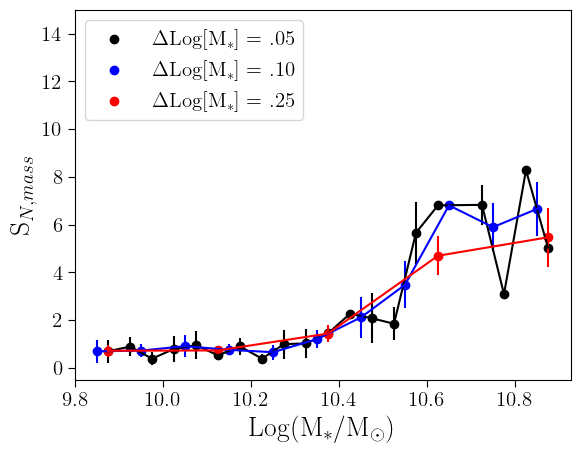 ΔLog[M*] = .05
ΔLog[M*] = .10
ΔLog[M*] = .25
S_{N,mass}
14
12
10
8
6
4
2
0
9.8 10.0 10.2 10.4 10.6 10.8
Log(M*/M⊙)